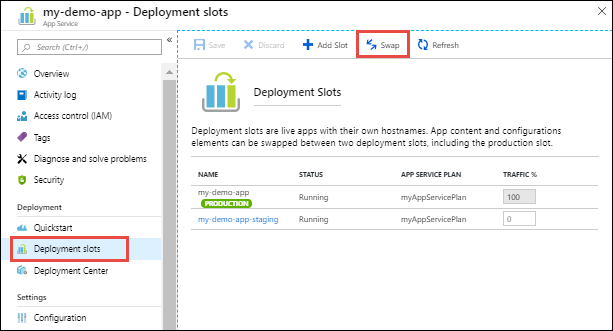 my-demo-app - Deployment slots
App Service
Search (Ctrl+/)
Overview
Activity log
Access control (IAM)
Tags
Diagnose and solve problems
Security
Deployment
Quickstart
Deployment slots
Deployment Center
Settings
Configuration
Save Discard Add Slot Swap Refresh
Deployment Slots
Deployment slots are live apps with their own hostnames. App content and configurations
elements can be swapped between two deployment slots, including the production slot.
NAME STATUS APP SERVICE PLAN TRAFFIC %
my-demo-app Running myAppServicePlan 100
PRODUCTION
my-demo-app-staging Running myAppServicePlan 0